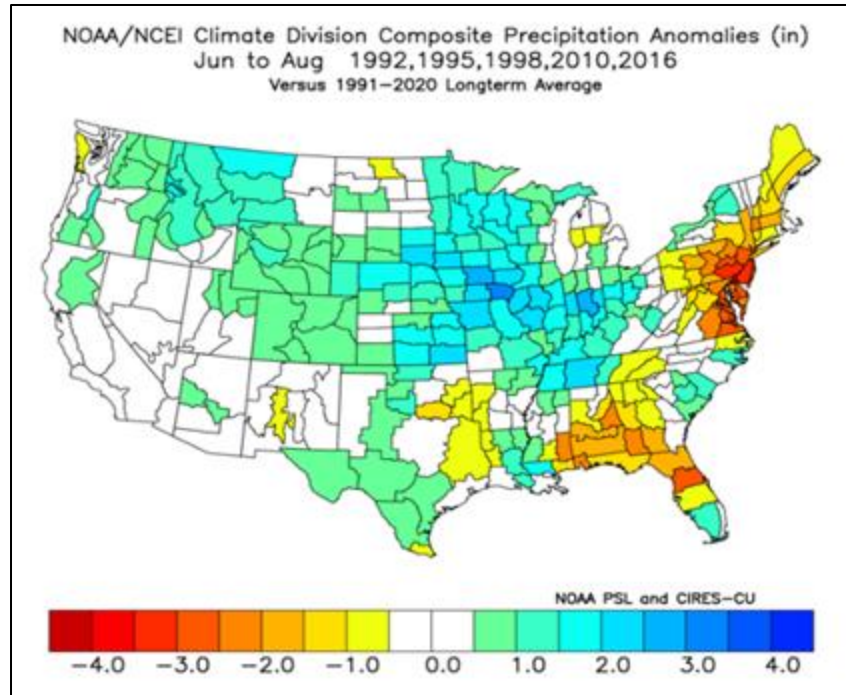 NOAA/NCEI Climate Division Composite Precipitation Anomalies (in)
Jun to Aug 1992,1995,1998,2010,2016
Versus 1991–2020 Longterm Average
NOAA PSL and CIRES–CU
−4.0 −3.0 −2.0 −1.0 0.0 1.0 2.0 3.0 4.0